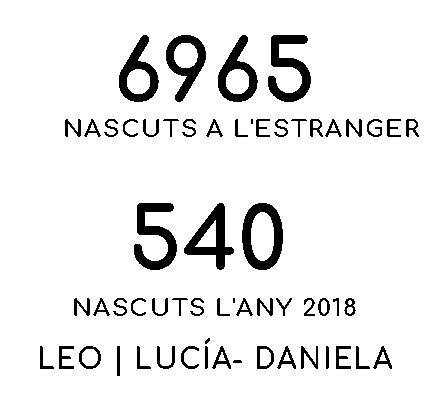 6965
NASCUTS A L'ESTRANGER
540
NASCUTS L'ANY 2018
LEO | LUCÍA- DANIELA